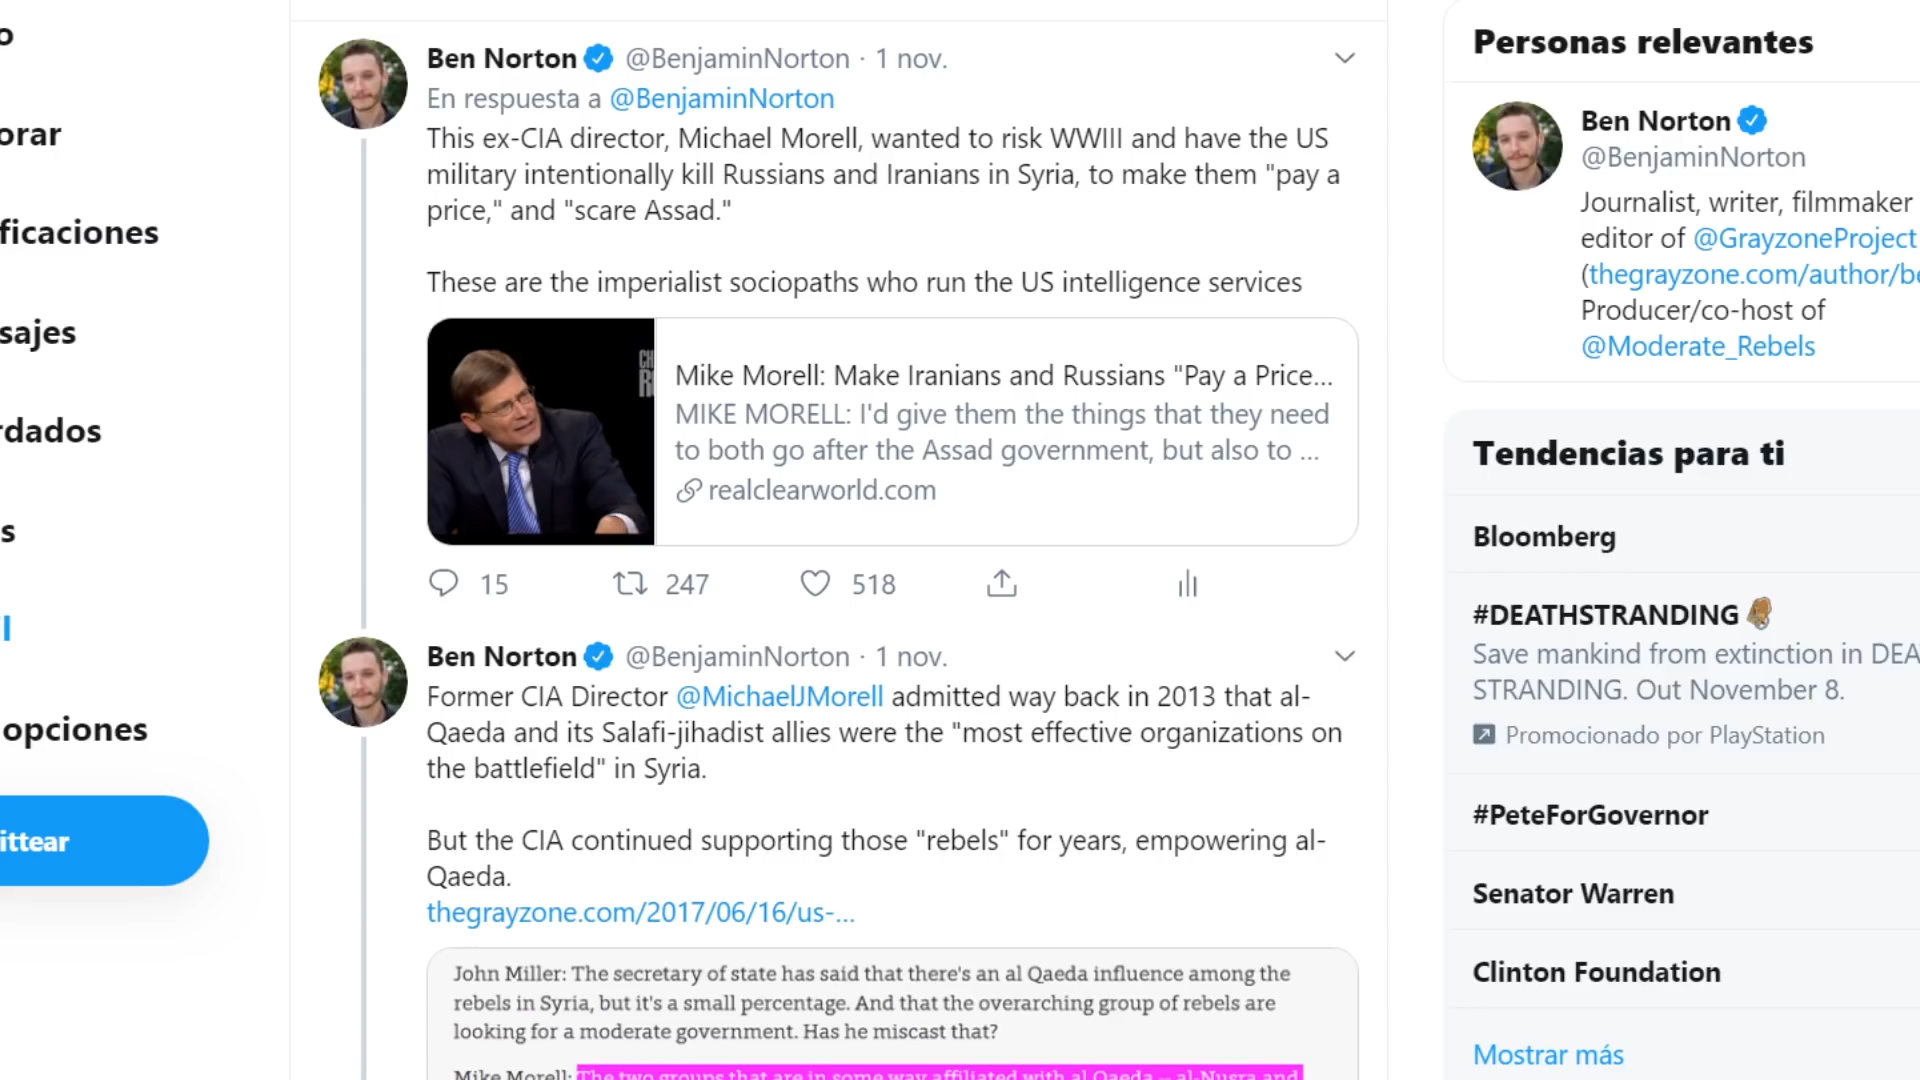 o
orar
ficaciones
sajes
rdados
s
l
opciones
ittear
Ben Norton @BenjaminNorton · 1 nov.
En respuesta a @BenjaminNorton
This ex-CIA director, Michael Morell, wanted to risk WWIII and have the US
military intentionally kill Russians and Iranians in Syria, to make them "pay a
price," and "scare Assad."
These are the imperialist sociopaths who run the US intelligence services
Mike Morell: Make Iranians and Russians "Pay a Price...
MIKE MORELL: I'd give them the things that they need
to both go after the Assad government, but also to ...
realclearworld.com
15 247 518
Ben Norton @BenjaminNorton · 1 nov.
Former CIA Director @MichaelJMorell admitted way back in 2013 that al-
Qaeda and its Salafi-jihadist allies were the "most effective organizations on
the battlefield" in Syria.
But the CIA continued supporting those "rebels" for years, empowering al-
Qaeda.
thegrayzone.com/2017/06/16/us-...
John Miller: The secretary of state has said that there's an al Qaeda influence among the
rebels in Syria, but it's a small percentage. And that the overarching group of rebels are
looking for a moderate government. Has he miscast that?
Mike Morell: The two groups that are in some way affiliated with al Qaeda -- al-Nusra and
Personas relevantes
Ben Norton
@BenjaminNorton
Journalist, writer, filmmaker
editor of @GrayzoneProject
(thegrayzone.com/author/be
Producer/co-host of
@Moderate_Rebels
Tendencias para ti
Bloomberg
#DEATHSTRANDING
Save mankind from extinction in DEA
STRANDING. Out November 8.
Promocionado por PlayStation
#PeteForGovernor
Senator Warren
Clinton Foundation
Mostrar más